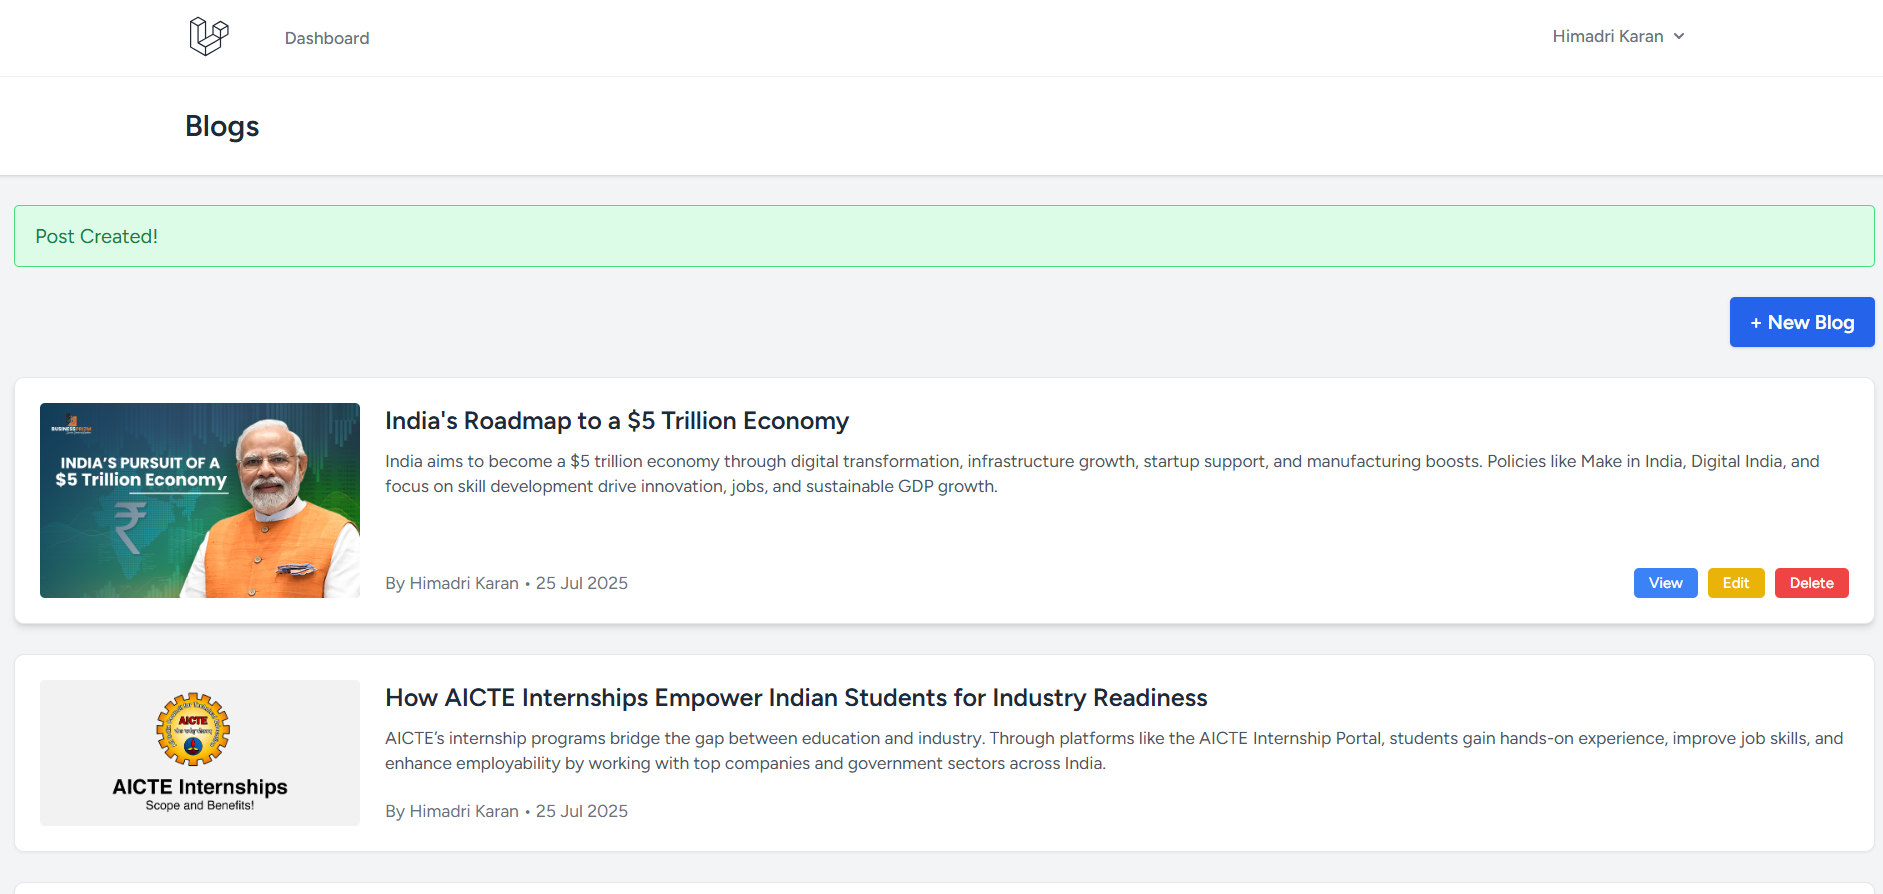 Dashboard
Himadri Karan
Blogs
Post Created!
+ New Blog
BUSINESSPRIZM
INDIA'S PURSUIT OF A
$5 Trillion Economy
₹
India's Roadmap to a $5 Trillion Economy
India aims to become a $5 trillion economy through digital transformation, infrastructure growth, startup support, and manufacturing boosts. Policies like Make in India, Digital India, and
focus on skill development drive innovation, jobs, and sustainable GDP growth.
By Himadri Karan • 25 Jul 2025
View
Edit
Delete
AICTE
AICTE Internships
Scope and Benefits!
How AICTE Internships Empower Indian Students for Industry Readiness
AICTE’s internship programs bridge the gap between education and industry. Through platforms like the AICTE Internship Portal, students gain hands-on experience, improve job skills, and
enhance employability by working with top companies and government sectors across India.
By Himadri Karan • 25 Jul 2025